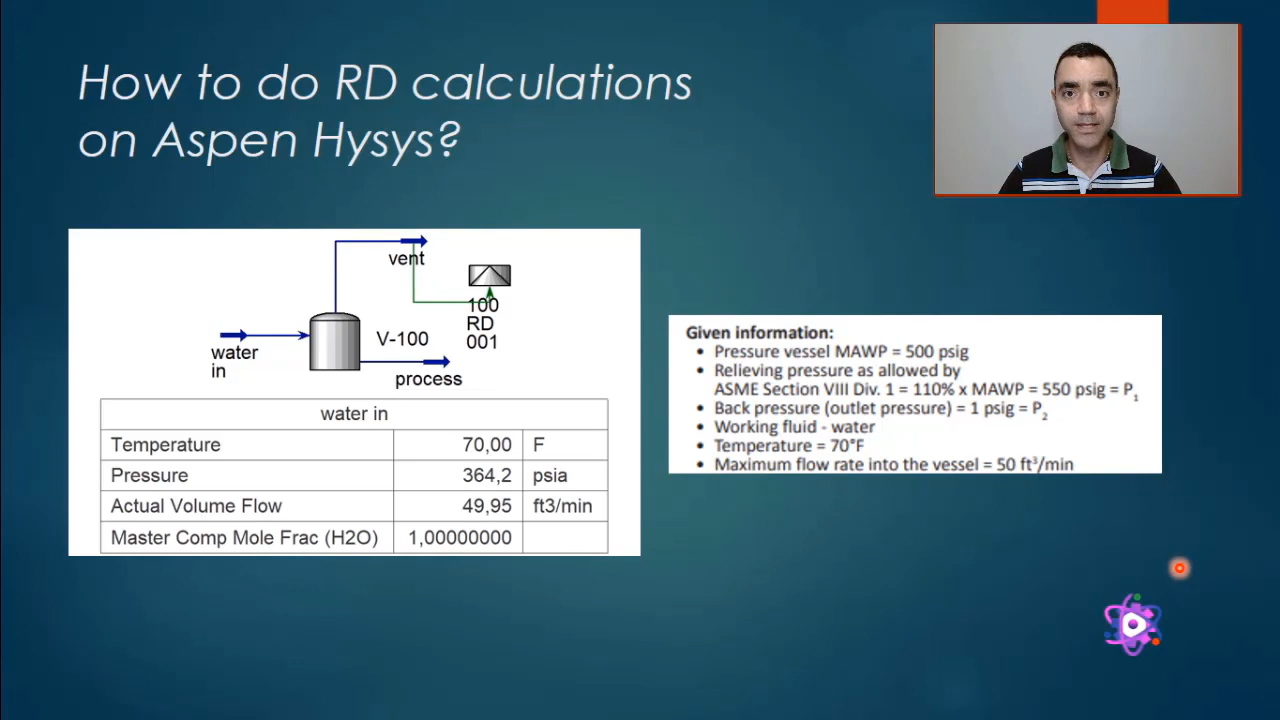 How to do RD calculations
on Aspen Hysys?
vent
100
RD
001
V-100
water
in
process
water in
Temperature 70,00 F
Pressure 364,2 psia
Actual Volume Flow 49,95 ft3/min
Master Comp Mole Frac (H2O) 1,00000000
Given information:
• Pressure vessel MAWP = 500 psig
• Relieving pressure as allowed by
ASME Section VIII Div. 1 = 110% x MAWP = 550 psig = P₁
• Back pressure (outlet pressure) = 1 psig = P₂
• Working fluid - water
• Temperature = 70°F
• Maximum flow rate into the vessel = 50 ft³/min